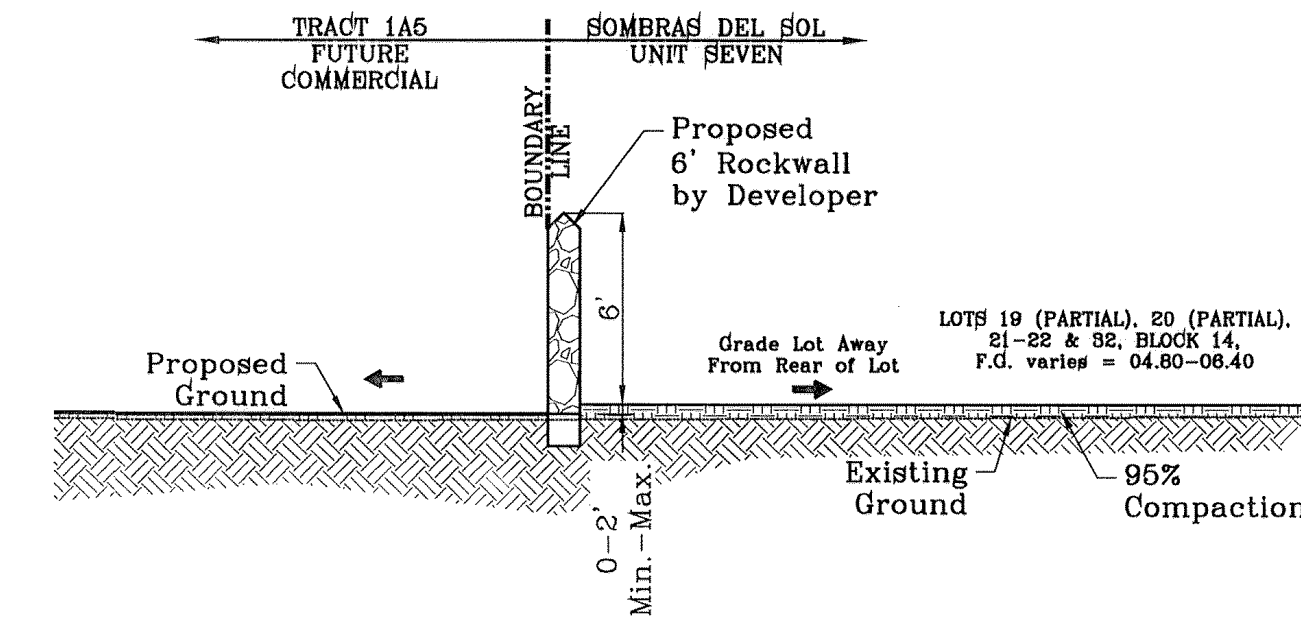 TRACT 1A5
FUTURE
COMMERCIAL
SOMBRAS DEL SOL
UNIT SEVEN
BOUNDARY
LINE
Proposed
6' Rockwall
by Developer
6'
LOTS 19 (PARTIAL), 20 (PARTIAL),
21-22 & 32, BLOCK 14,
F.G. varies = 04.80-06.40
Grade Lot Away
From Rear of Lot
Proposed
Ground
Existing
Ground
95%
Compaction
0-2'
Min.-Max.